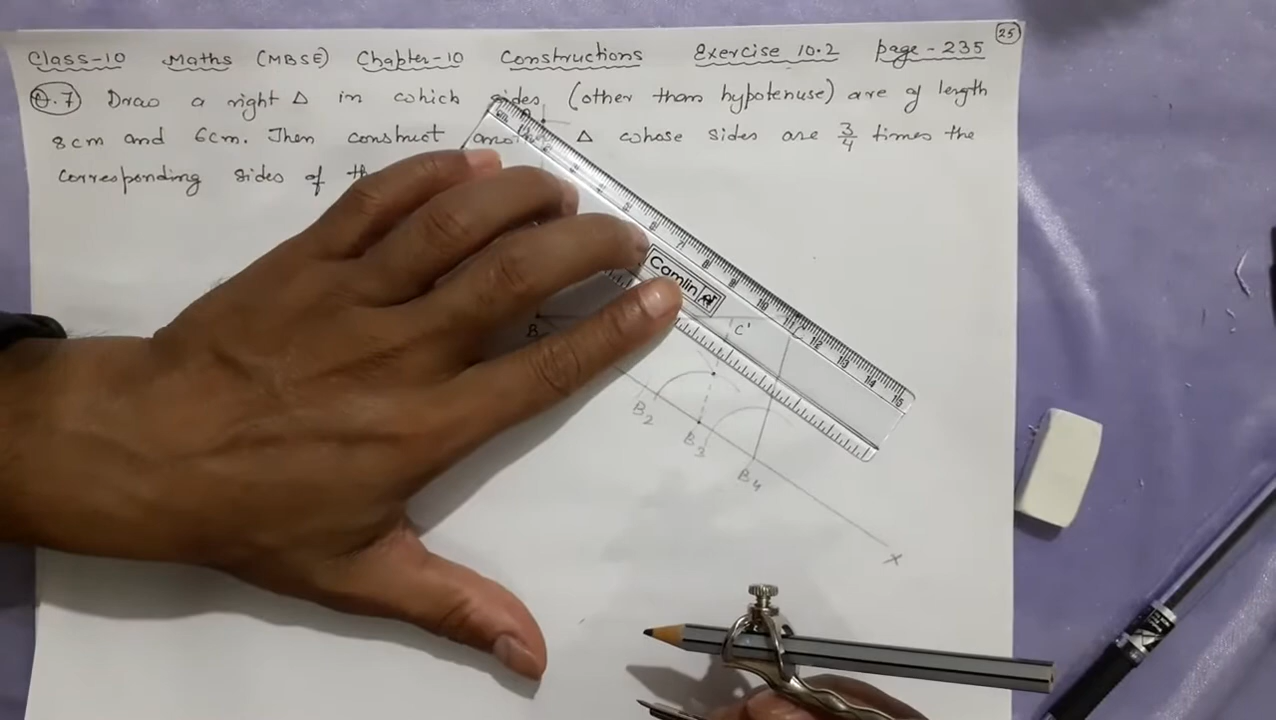 25
Class-10 Maths (MBSE) Chapter-10 Constructions Exercise 10.2 page-235
Q.7 Draw a right Δ in which sides (other than hypotenuse) are of length
8cm and 6cm. Then construct Δ whose sides are 3/4 times the
corresponding sides of
Camlin
B C'
B2
B3
B4
X